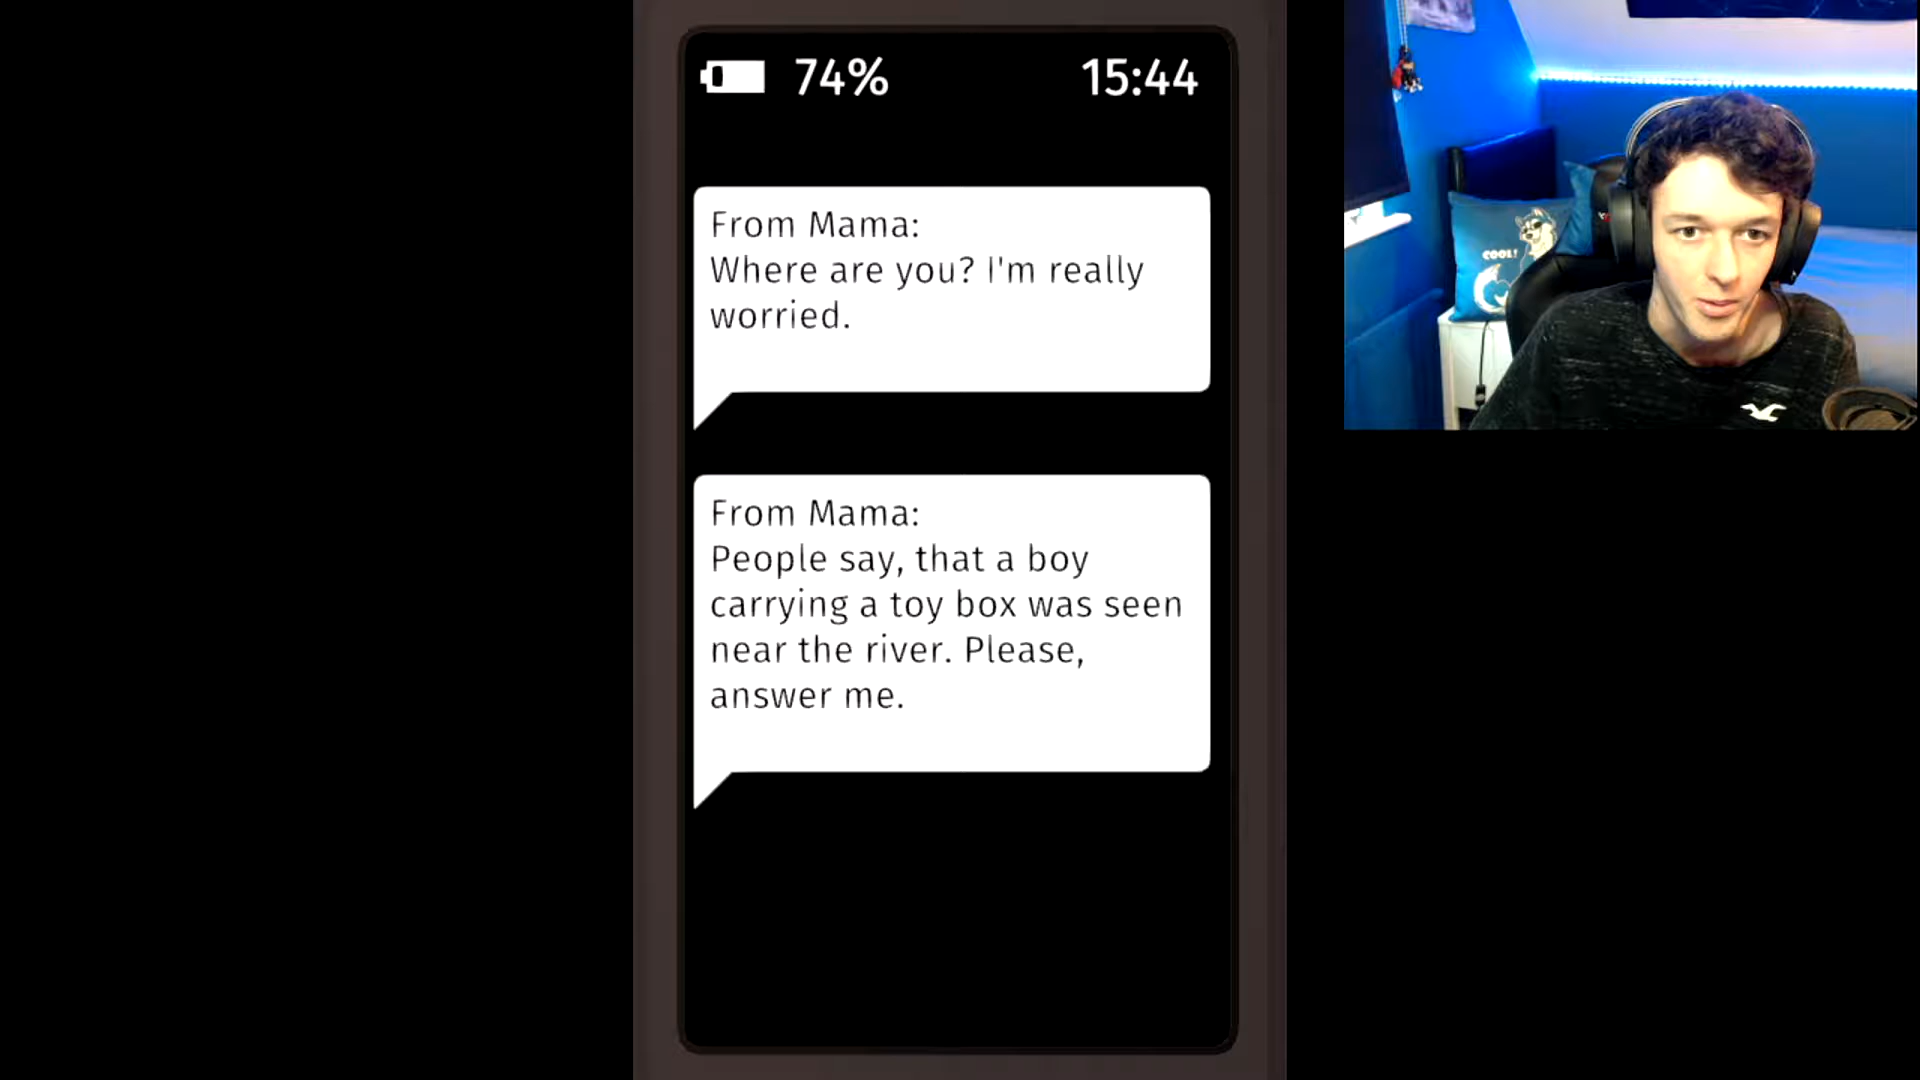 74% 15:44
From Mama:
Where are you? I'm really
worried.
From Mama:
People say, that a boy
carrying a toy box was seen
near the river. Please,
answer me.
COOL!